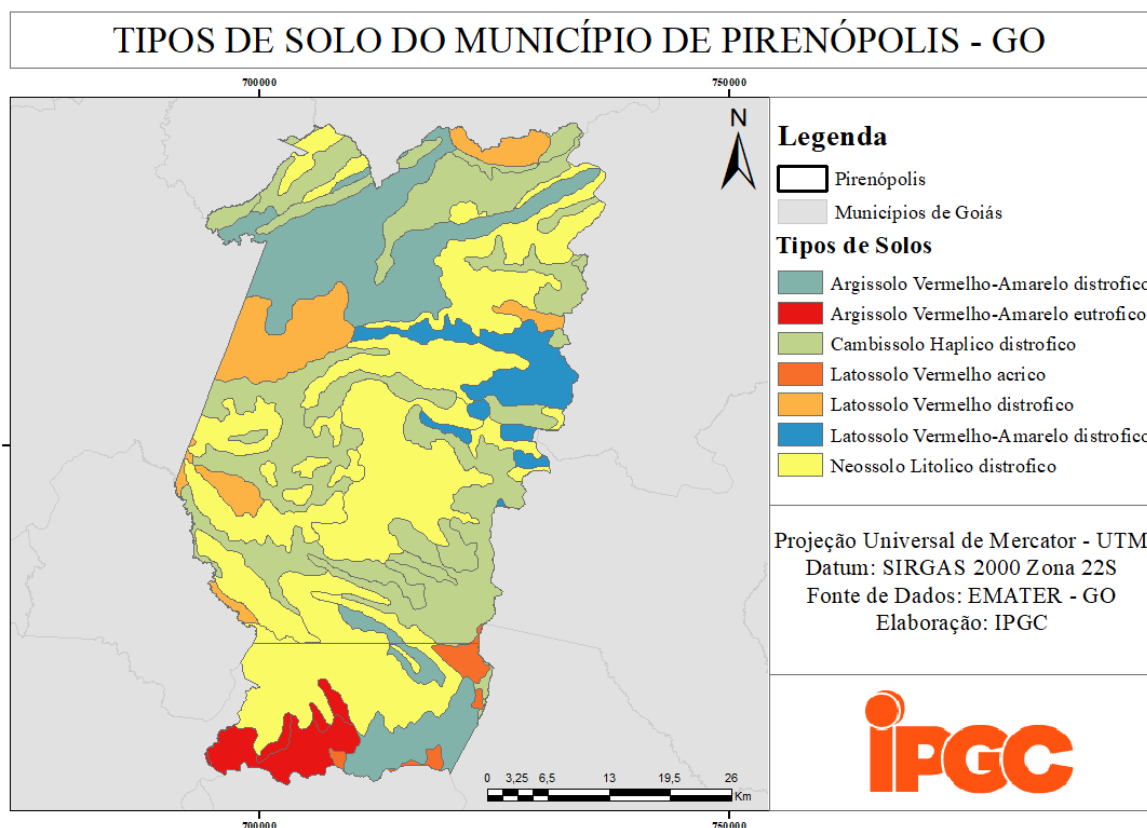 TIPOS DE SOLO DO MUNICÍPIO DE PIRENÓPOLIS - GO
700000 750000
N
Legenda
Pirenópolis
Municípios de Goiás
Tipos de Solos
Argissolo Vermelho-Amarelo distrofico
Argissolo Vermelho-Amarelo eutrofico
Cambissolo Haplico distrofico
Latossolo Vermelho acrico
Latossolo Vermelho distrofico
Latossolo Vermelho-Amarelo distrofico
Neossolo Litolico distrofico
Projeção Universal de Mercator - UTM
Datum: SIRGAS 2000 Zona 22S
Fonte de Dados: EMATER - GO
Elaboração: IPGC
iPGC
0 3,25 6,5 13 19,5 26
Km
700000 750000